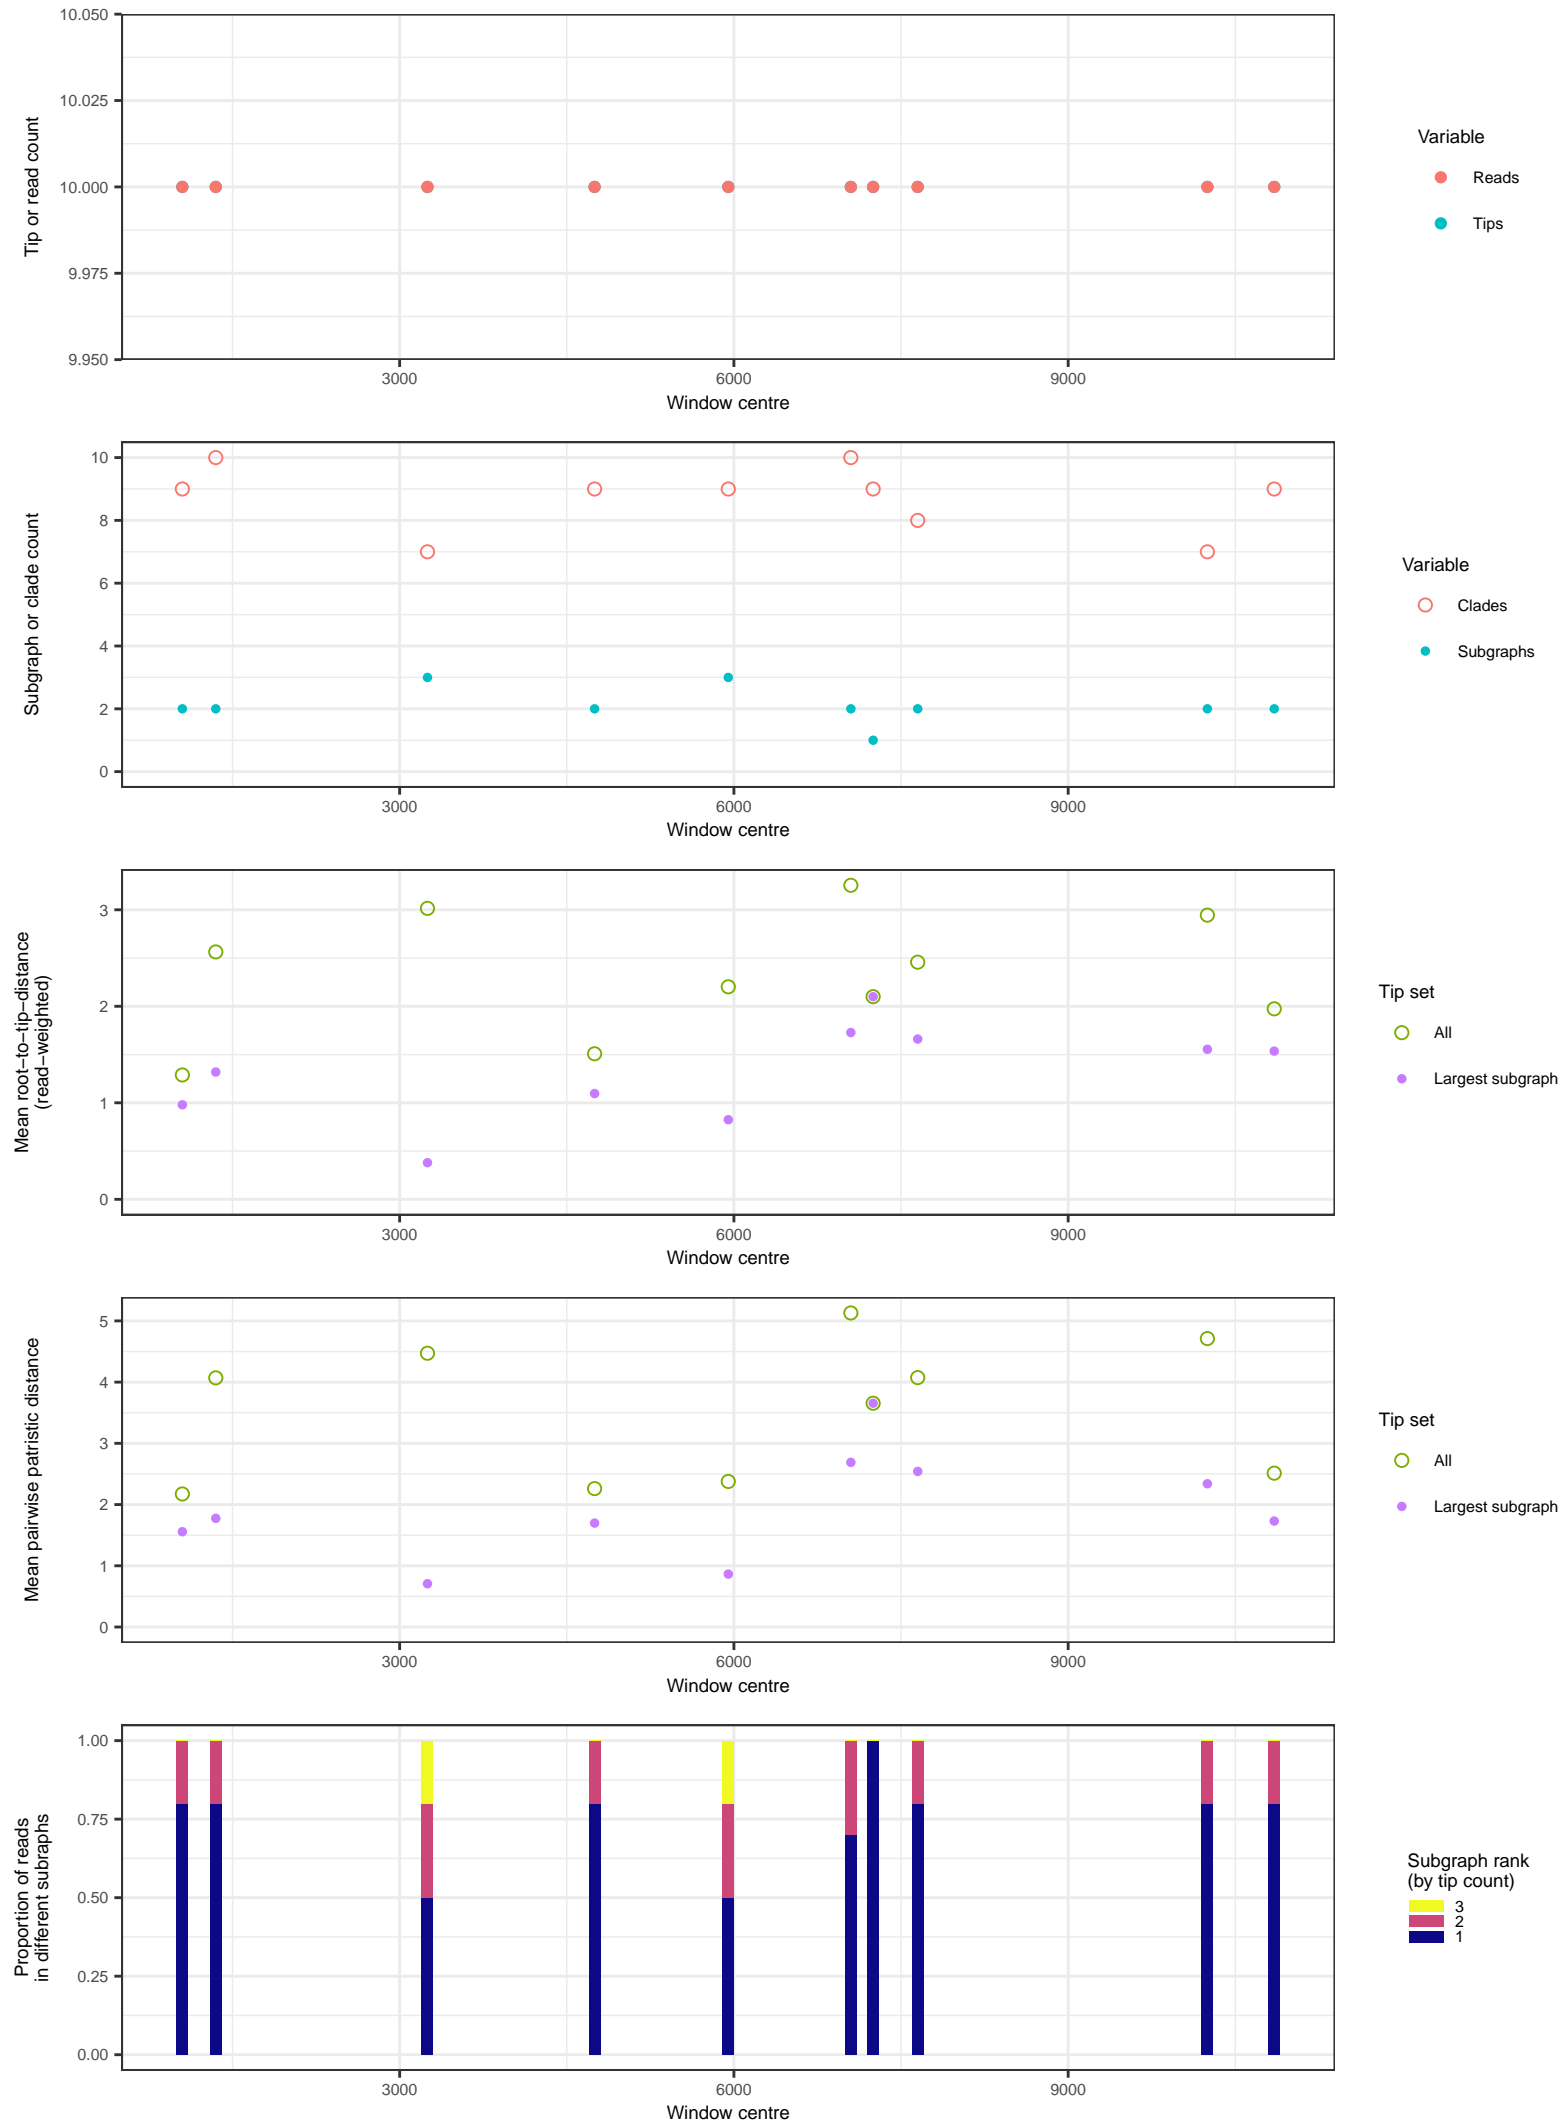 10.050
10.025
10.000
9.975
9.950
Tip or read count
3000
6000
9000
Window centre
Variable
Reads
Tips
10
8
6
4
2
0
Subgraph or clade count
3000
6000
9000
Window centre
Variable
Clades
Subgraphs
3
2
1
0
Mean root−to−tip−distance
(read−weighted)
3000
6000
9000
Window centre
Tip set
All
Largest subgraph
5
4
3
2
1
0
Mean pairwise patristic distance
3000
6000
9000
Window centre
Tip set
All
Largest subgraph
1.00
0.75
0.50
0.25
0.00
Proportion of reads
in different subraphs
3000
6000
9000
Window centre
Subgraph rank
(by tip count)
3
2
1